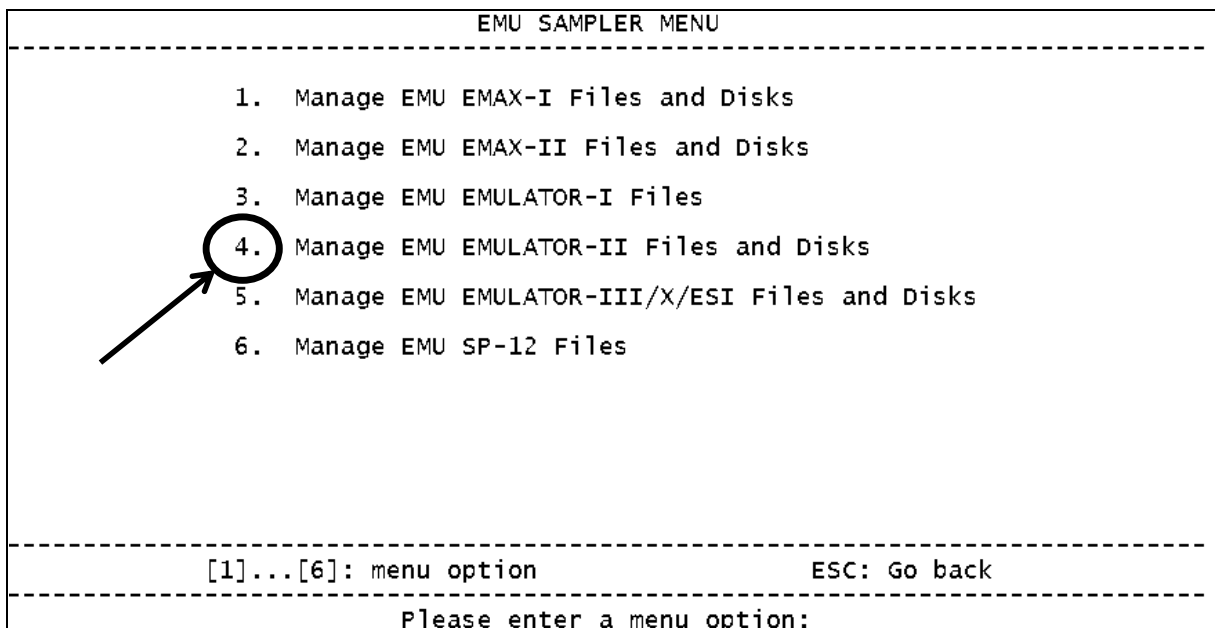 EMU SAMPLER MENU
1. Manage EMU EMAX-I Files and Disks
2. Manage EMU EMAX-II Files and Disks
3. Manage EMU EMULATOR-I Files
4. Manage EMU EMULATOR-II Files and Disks
5. Manage EMU EMULATOR-III/X/ESI Files and Disks
6. Manage EMU SP-12 Files
[1]...[6]: menu option ESC: Go back
Please enter a menu option: